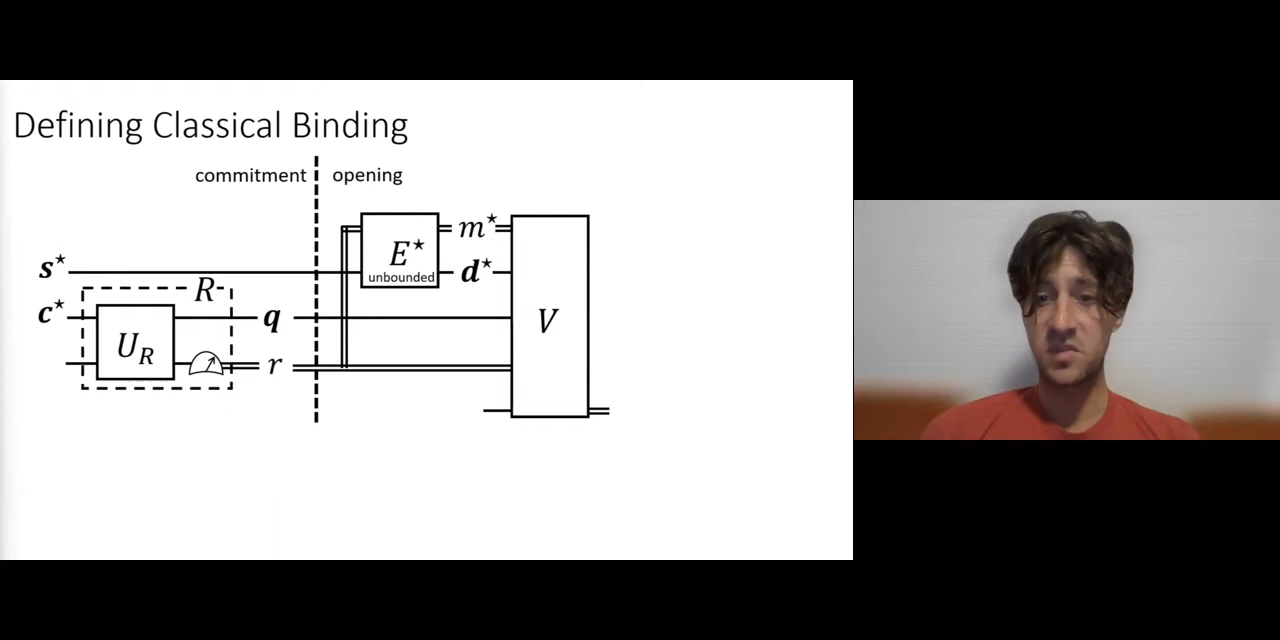 Defining Classical Binding
commitment
opening
m*
E*
unbounded
d*
s*
R
c*
q
U_R
V
r